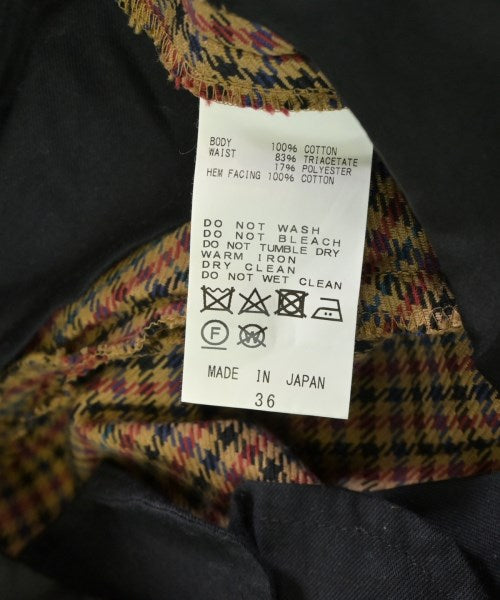 BODY 100% COTTON
WAIST 83% TRIACETATE
17% POLYESTER
HEM FACING 100% COTTON
DO NOT WASH
DO NOT BLEACH
DO NOT TUMBLE DRY
WARM IRON
DRY CLEAN
DO NOT WET CLEAN
F W
MADE IN JAPAN
36